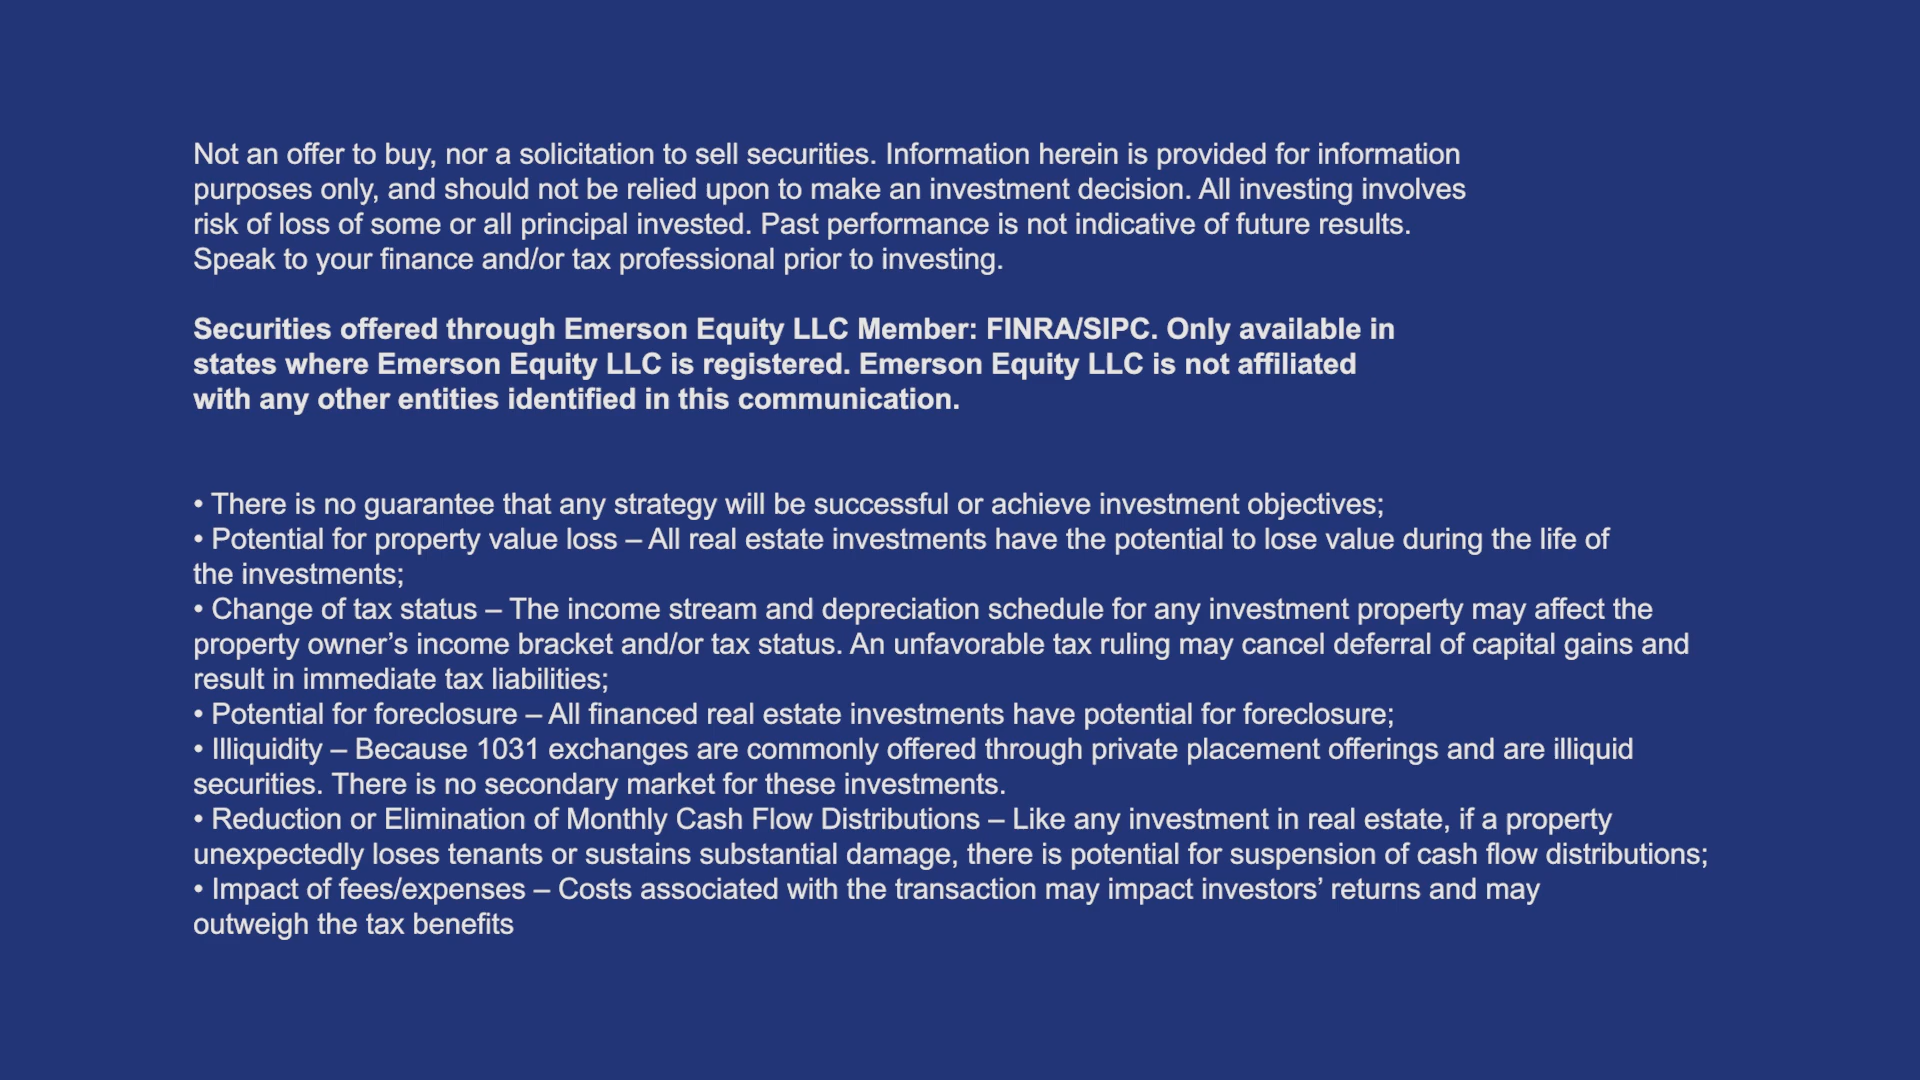 Not an offer to buy, nor a solicitation to sell securities. Information herein is provided for information
purposes only, and should not be relied upon to make an investment decision. All investing involves
risk of loss of some or all principal invested. Past performance is not indicative of future results.
Speak to your finance and/or tax professional prior to investing.
Securities offered through Emerson Equity LLC Member: FINRA/SIPC. Only available in
states where Emerson Equity LLC is registered. Emerson Equity LLC is not affiliated
with any other entities identified in this communication.
• There is no guarantee that any strategy will be successful or achieve investment objectives;
• Potential for property value loss – All real estate investments have the potential to lose value during the life of
the investments;
• Change of tax status – The income stream and depreciation schedule for any investment property may affect the
property owner’s income bracket and/or tax status. An unfavorable tax ruling may cancel deferral of capital gains and
result in immediate tax liabilities;
• Potential for foreclosure – All financed real estate investments have potential for foreclosure;
• Illiquidity – Because 1031 exchanges are commonly offered through private placement offerings and are illiquid
securities. There is no secondary market for these investments.
• Reduction or Elimination of Monthly Cash Flow Distributions – Like any investment in real estate, if a property
unexpectedly loses tenants or sustains substantial damage, there is potential for suspension of cash flow distributions;
• Impact of fees/expenses – Costs associated with the transaction may impact investors’ returns and may
outweigh the tax benefits